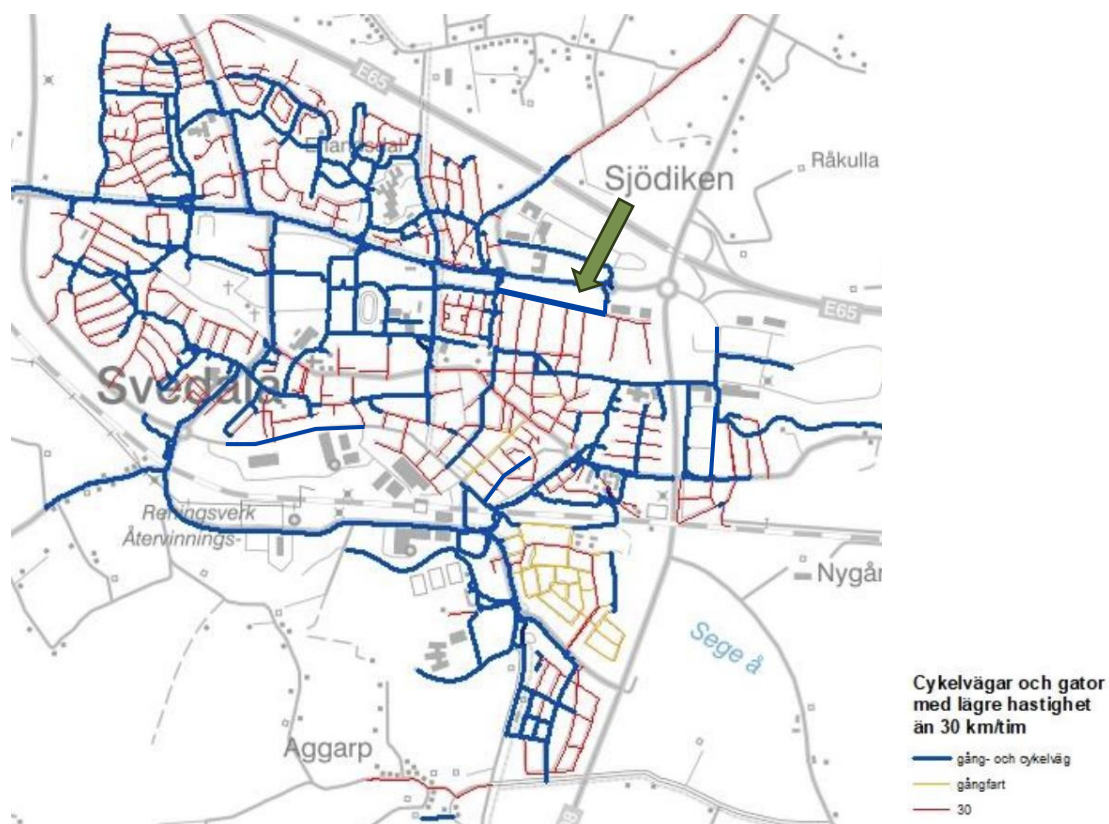 E65
Erlandsdal
Sjödiken
Råkulla
E65
Svedala
Reningsverk
Återvinnings-
Nygår
Sege å
Aggarp
Cykelvägar och gator
med lägre hastighet
än 30 km/tim
gång- och cykelväg
gångfart
30